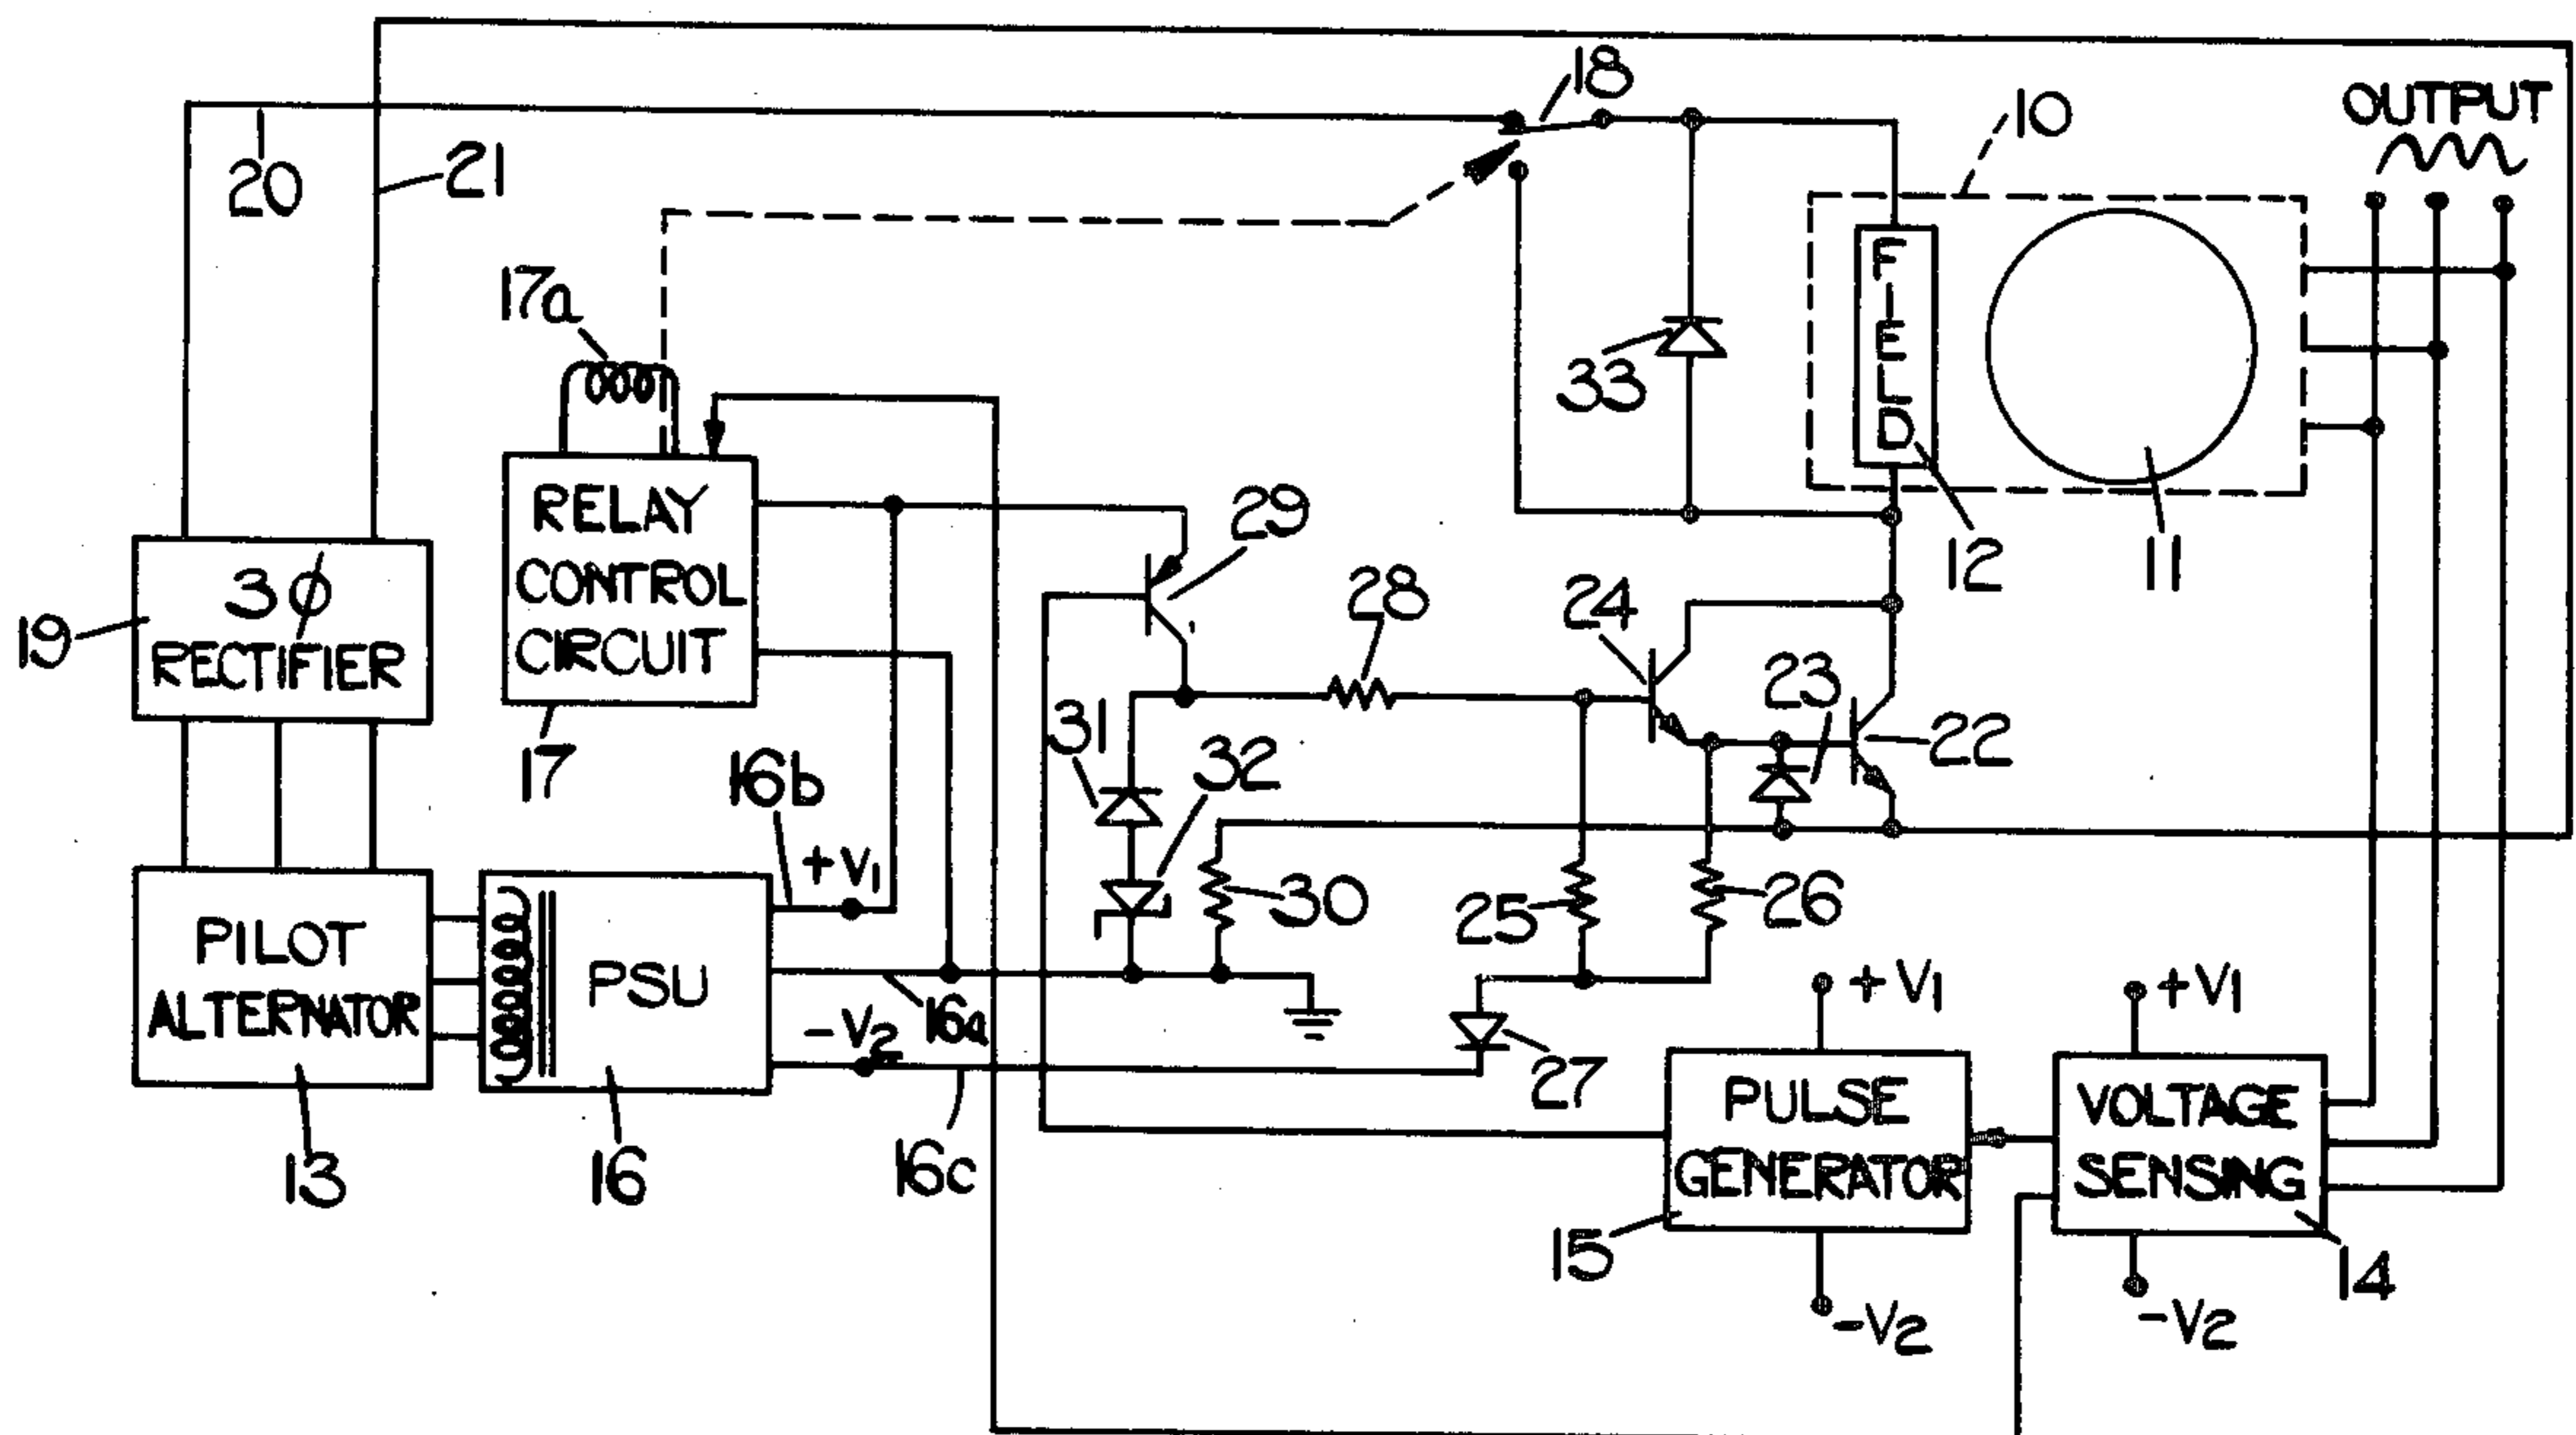 18
10
OUTPUT
20
21
17a
FIELD
33
29
12
11
RELAY
CONTROL
CIRCUIT
3φ
RECTIFIER
19
28
24
23
22
17
31
32
16b
+V1
30
25
26
PILOT
ALTERNATOR
PSU
16a
-V2
27
+V1
+V1
13
16
16c
PULSE
GENERATOR
VOLTAGE
SENSING
15
14
-V2
-V2